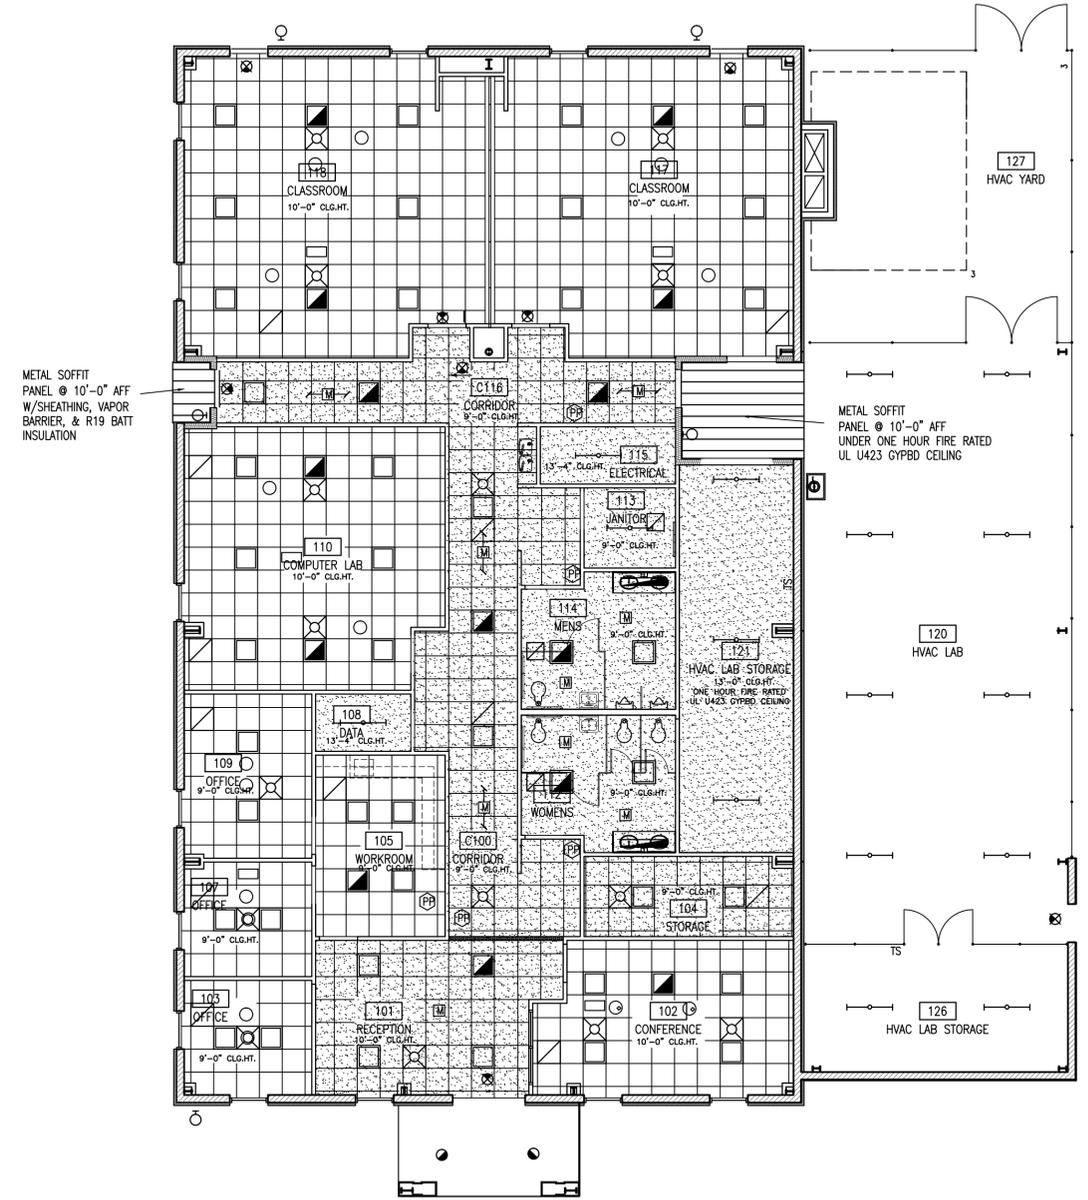 3
127
HVAC YARD
118
CLASSROOM
10'-0" CLG.HT.
117
CLASSROOM
10'-0" CLG.HT.
3
METAL SOFFIT
PANEL @ 10'-0" AFF
W/SHEATHING, VAPOR
BARRIER, & R19 BATT
INSULATION
M
C116
CORRIDOR
9'-0" CLG.HT.
PP
M
METAL SOFFIT
PANEL @ 10'-0" AFF
UNDER ONE HOUR FIRE RATED
UL U423 GYPBD CEILING
115
13'-4" CLG.HT.
ELECTRICAL
113
JANITOR
9'-0" CLG.HT.
110
COMPUTER LAB
10'-0" CLG.HT.
M
PP
TS
114
MENS
M
9'-0" CLG.HT.
M
121
HVAC LAB STORAGE
13'-0" CLG.HT.
ONE HOUR FIRE RATED
UL U423 GYPBD CEILING
120
HVAC LAB
108
DATA
13'-4" CLG.HT.
109
OFFICE
9'-0" CLG.HT.
M
112
WOMENS
9'-0" CLG.HT.
M
M
105
WORKROOM
9'-0" CLG.HT.
C100
CORRIDOR
9'-0" CLG.HT.
PP
107
OFFICE
9'-0" CLG.HT.
PP
PP
9'-0" CLG.HT.
104
STORAGE
TS
103
OFFICE
9'-0" CLG.HT.
101
RECEPTION
10'-0" CLG.HT.
M
102
CONFERENCE
10'-0" CLG.HT.
126
HVAC LAB STORAGE